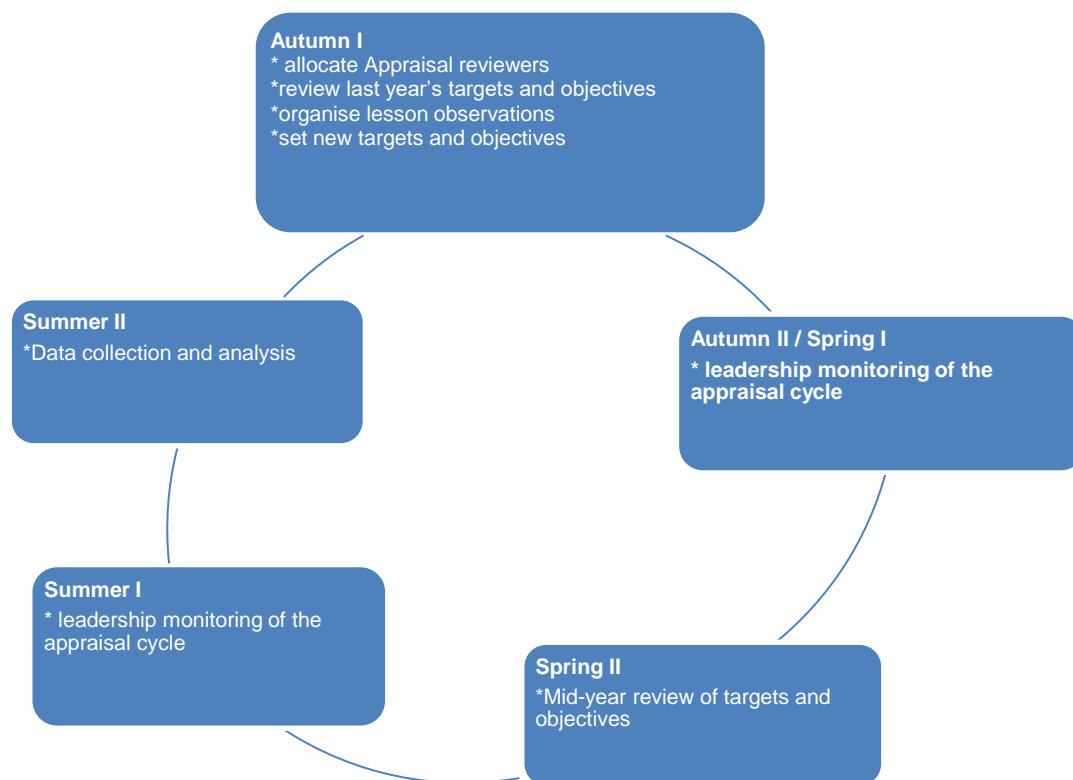 Autumn I
* allocate Appraisal reviewers
*review last year’s targets and objectives
*organise lesson observations
*set new targets and objectives
Autumn II / Spring I
* leadership monitoring of the
appraisal cycle
Spring II
*Mid-year review of targets and
objectives
Summer I
* leadership monitoring of the
appraisal cycle
Summer II
*Data collection and analysis